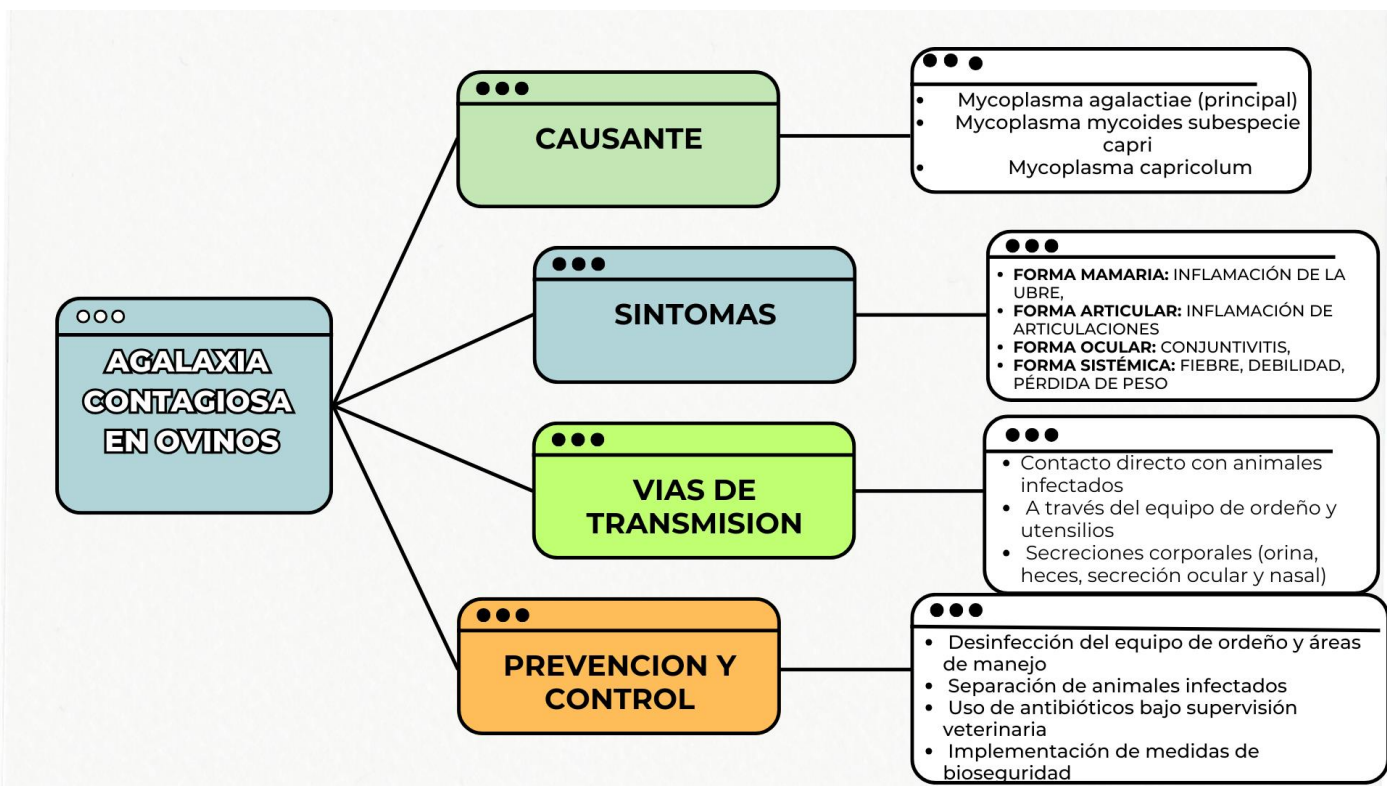 AGALAXIA
CONTAGIOSA
EN OVINOS
CAUSANTE
• Mycoplasma agalactiae (principal)
• Mycoplasma mycoides subespecie
capri
• Mycoplasma capricolum
SINTOMAS
• FORMA MAMARIA: INFLAMACIÓN DE LA
UBRE,
• FORMA ARTICULAR: INFLAMACIÓN DE
ARTICULACIONES
• FORMA OCULAR: CONJUNTIVITIS,
• FORMA SISTÉMICA: FIEBRE, DEBILIDAD,
PÉRDIDA DE PESO
VIAS DE
TRANSMISION
• Contacto directo con animales
infectados
• A través del equipo de ordeño y
utensilios
• Secreciones corporales (orina,
heces, secreción ocular y nasal)
PREVENCION Y
CONTROL
• Desinfección del equipo de ordeño y áreas
de manejo
• Separación de animales infectados
• Uso de antibióticos bajo supervisión
veterinaria
• Implementación de medidas de
bioseguridad